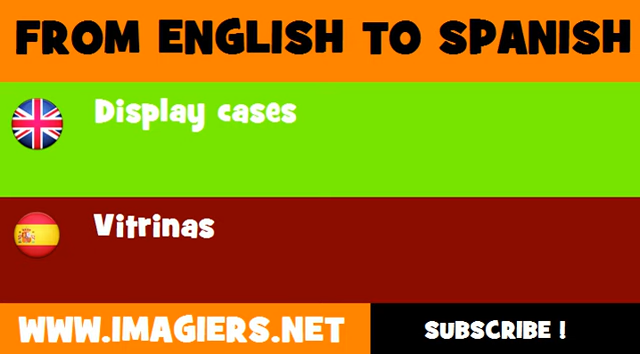 FROM ENGLISH TO SPANISH
Display cases
Vitrinas
WWW.IMAGIERS.NET
SUBSCRIBE !